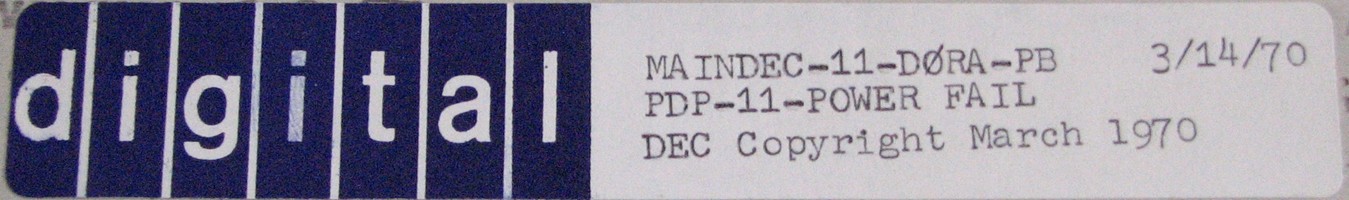 digital
MAINDEC-11-DØRA-PB 3/14/70
PDP-11-POWER FAIL
DEC Copyright March 1970